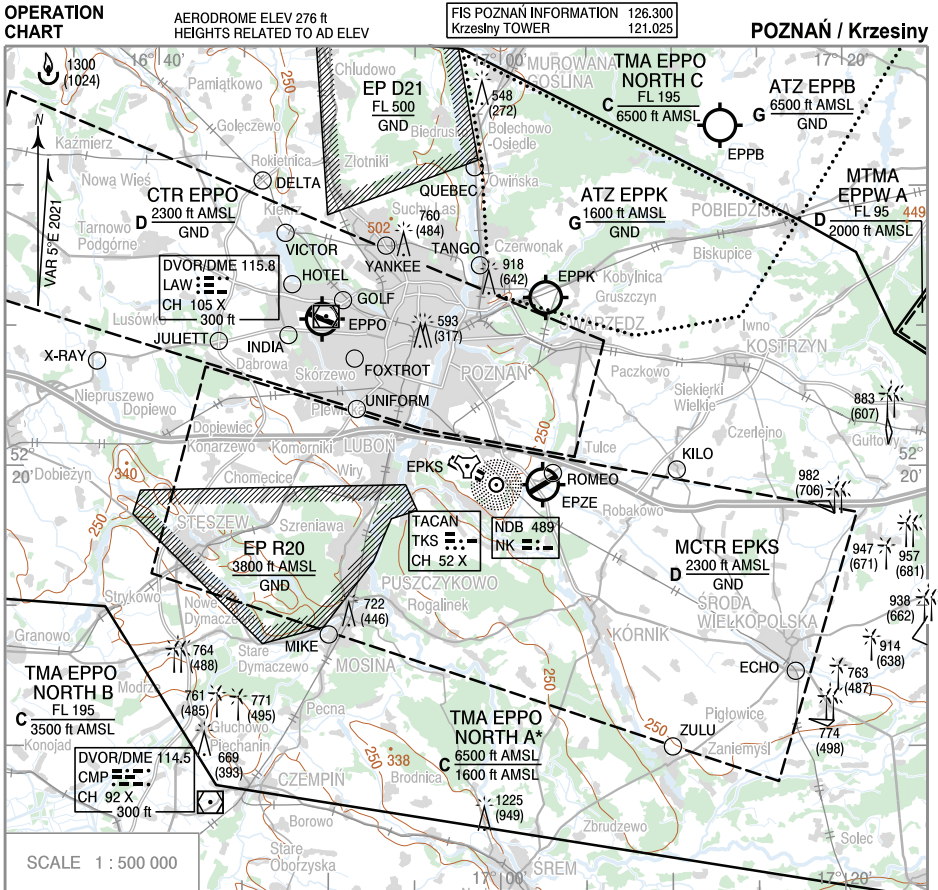 OPERATION
CHART
AERODROME ELEV 276 ft
HEIGHTS RELATED TO AD ELEV
FIS POZNAŃ INFORMATION 126.300
Krzesiny TOWER 121.025
POZNAŃ / Krzesiny
1300
(1024)
16°40'
17°00'
17°20'
Pamiątkowo
250
Chludowo
EP D21
FL 500
GND
Biedrusko
MUROWANA
GOŚLINA
548
(272)
Bolechowo
-Osiedle
TMA EPPO
NORTH C
C
FL 195
6500 ft AMSL
EPPB
ATZ EPPB
G
6500 ft AMSL
GND
N
Kaźmierz
Golęczewo
Rokietnica
Złotniki
DELTA
QUEBEC
Owińska
VAR 5°E 2021
Nowa Wieś
CTR EPPO
D
2300 ft AMSL
GND
Kiekrz
Suchy Las
502
760
(484)
YANKEE
TANGO
Czerwonak
ATZ EPPK
G
1600 ft AMSL
GND
POBIEDZISKA
MTMA
EPPW A
D
FL 95
2000 ft AMSL
449
Tarnowo
Podgórne
VICTOR
Biskupice
DVOR/DME 115.8
LAW
CH 105 X
300 ft
HOTEL
GOLF
918
(642)
EPPK
Kobylnica
Gruszczyn
Lusówko
EPPO
593
(317)
SWARZĘDZ
Iwno
KOSTRZYN
JULIETT
INDIA
X-RAY
Dąbrowa
Skórzewo
FOXTROT
POZNAŃ
Paczkowo
Siekierki
Wielkie
Niepruszewo
Dopiewo
UNIFORM
Plewiska
883
(607)
Gułtowy
Dopiewiec
Konarzewo
Komorniki
LUBOŃ
250
Tulce
Czerlejno
KILO
52°
20'
Dobieżyn
340
Chomęcice
Wiry
EPKS
ROMEO
EPZE
Robakowo
982
(706)
52°
20'
250
STĘSZEW
Szreniawa
EP R20
3800 ft AMSL
GND
TACAN
TKS
CH 52 X
NDB 489
NK
MCTR EPKS
D
2300 ft AMSL
GND
947
(671)
957
(681)
PUSZCZYKOWO
Rogalinek
938
(662)
Strykowo
Nowe
Dymaczewo
722
(446)
ŚRODA
WIELKOPOLSKA
Granowo
MIKE
KÓRNIK
914
(638)
764
(488)
Stare
Dymaczewo
MOSINA
250
ECHO
763
(487)
TMA EPPO
NORTH B
C
FL 195
3500 ft AMSL
761
(485)
771
(495)
Pecna
TMA EPPO
NORTH A*
C
6500 ft AMSL
1600 ft AMSL
Pigłowice
774
(498)
Konojad
Głuchowo
Piechanin
250
ZULU
Zaniemyśl
669
(393)
338
Brodnica
DVOR/DME 114.5
CMP
CH 92 X
300 ft
CZEMPIŃ
1225
(949)
Borowo
Zbrudzewo
Solec
SCALE 1 : 500 000
Stare
Oborzyska
ŚREM
17°00'
17°20'